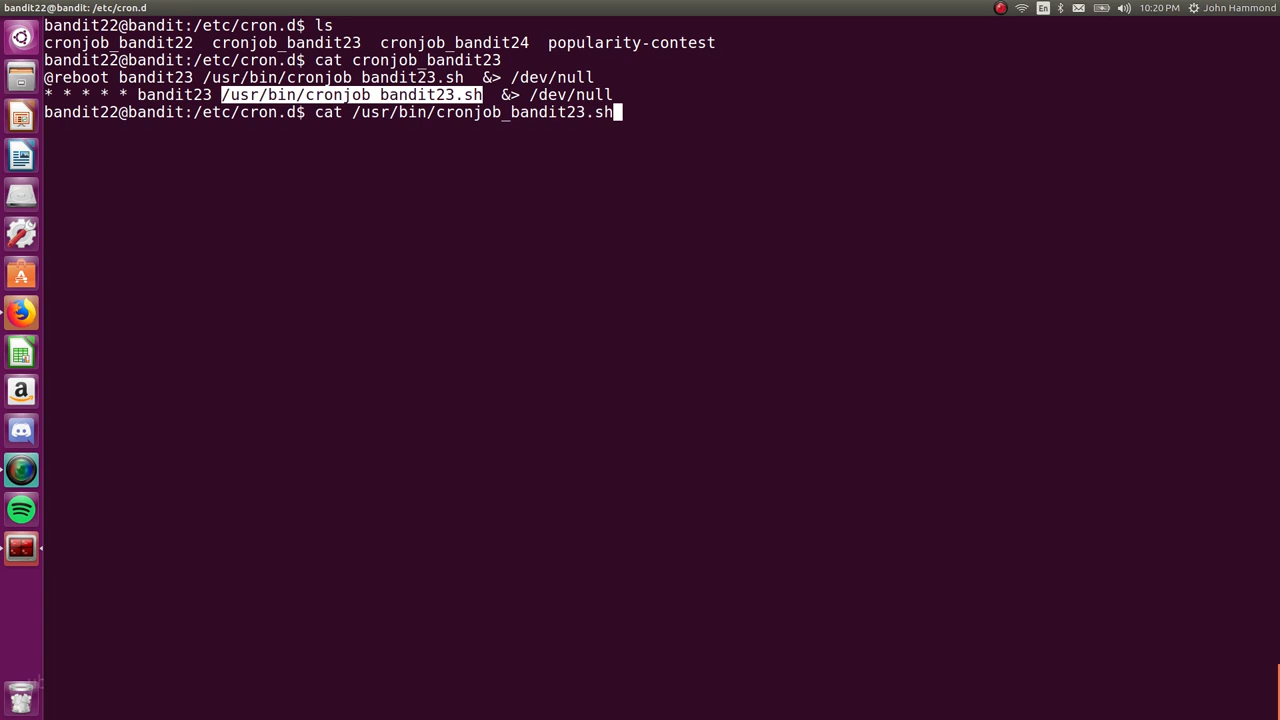 bandit22@bandit: /etc/cron.d
En
10:20 PM
John Hammond
bandit22@bandit:/etc/cron.d$ ls
cronjob_bandit22  cronjob_bandit23  cronjob_bandit24  popularity-contest
bandit22@bandit:/etc/cron.d$ cat cronjob_bandit23
@reboot bandit23 /usr/bin/cronjob_bandit23.sh  &> /dev/null
* * * * * bandit23 /usr/bin/cronjob_bandit23.sh  &> /dev/null
bandit22@bandit:/etc/cron.d$ cat /usr/bin/cronjob_bandit23.sh